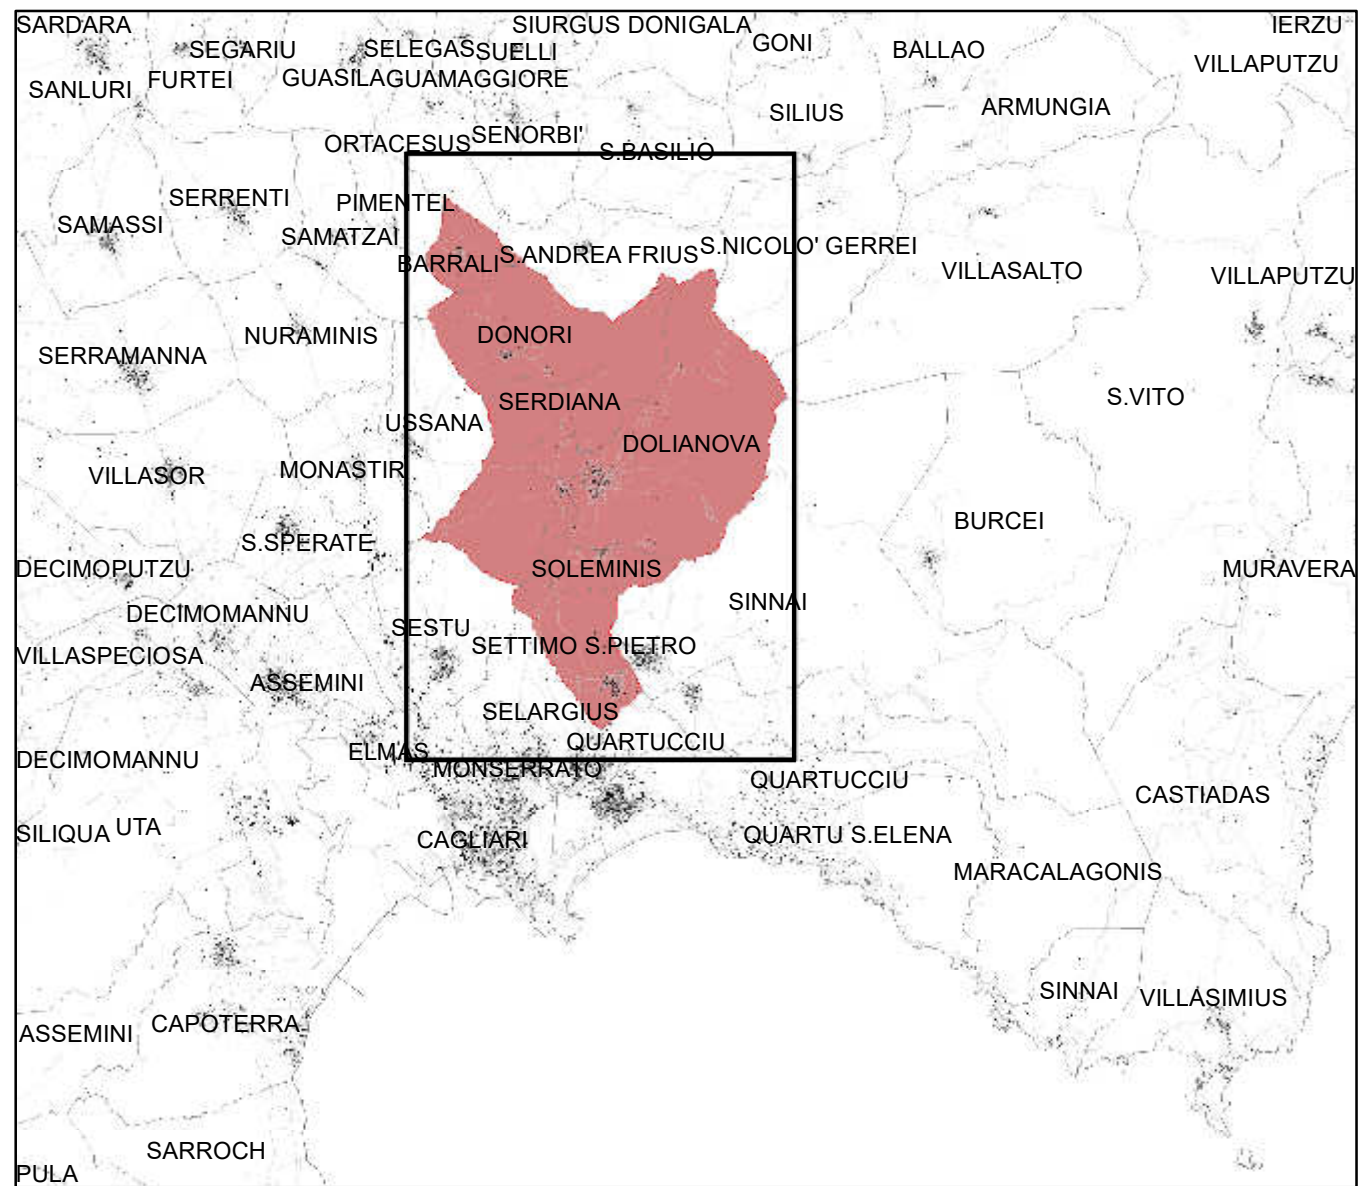 SARDARA
SIURGUS DONIGALA
IERZU
SEGARIU
SELEGAS
SUELLI
GONI
BALLAO
VILLAPUTZU
SANLURI
FURTEI
GUASILA
GUAMAGGIORE
SILIUS
ARMUNGIA
ORTACESUS
SENORBI'
S.BASILIO
SERRENTI
PIMENTEL
SAMASSI
SAMATZAI
BARRALI
S.ANDREA FRIUS
S.NICOLO' GERREI
VILLASALTO
VILLAPUTZU
NURAMINIS
DONORI
SERRAMANNA
SERDIANA
S.VITO
USSANA
DOLIANOVA
VILLASOR
MONASTIR
BURCEI
S.SPERATE
DECIMOPUTZU
SOLEMINIS
MURAVERA
DECIMOMANNU
SINNAI
SESTU
SETTIMO S.PIETRO
VILLASPECIOSA
ASSEMINI
SELARGIUS
QUARTUCCIU
ELMAS
DECIMOMANNU
MONSERRATO
QUARTUCCIU
CASTIADAS
SILIQUA
UTA
CAGLIARI
QUARTU S.ELENA
MARACALAGONIS
SINNAI
VILLASIMIUS
ASSEMINI
CAPOTERRA
SARROCH
PULA